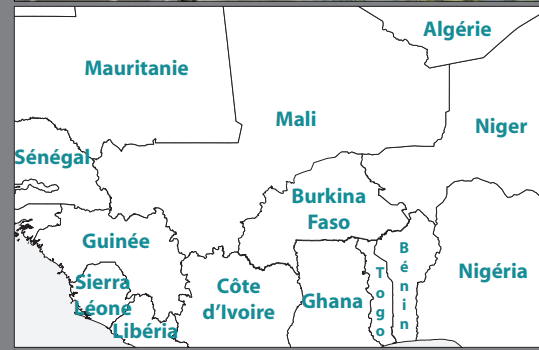 Algérie
Mauritanie
Mali
Niger
Sénégal
Burkina
Faso
Guinée
Bénin
Nigéria
Sierra
Léone
Côte
d'Ivoire
Ghana
Togo
Libéria